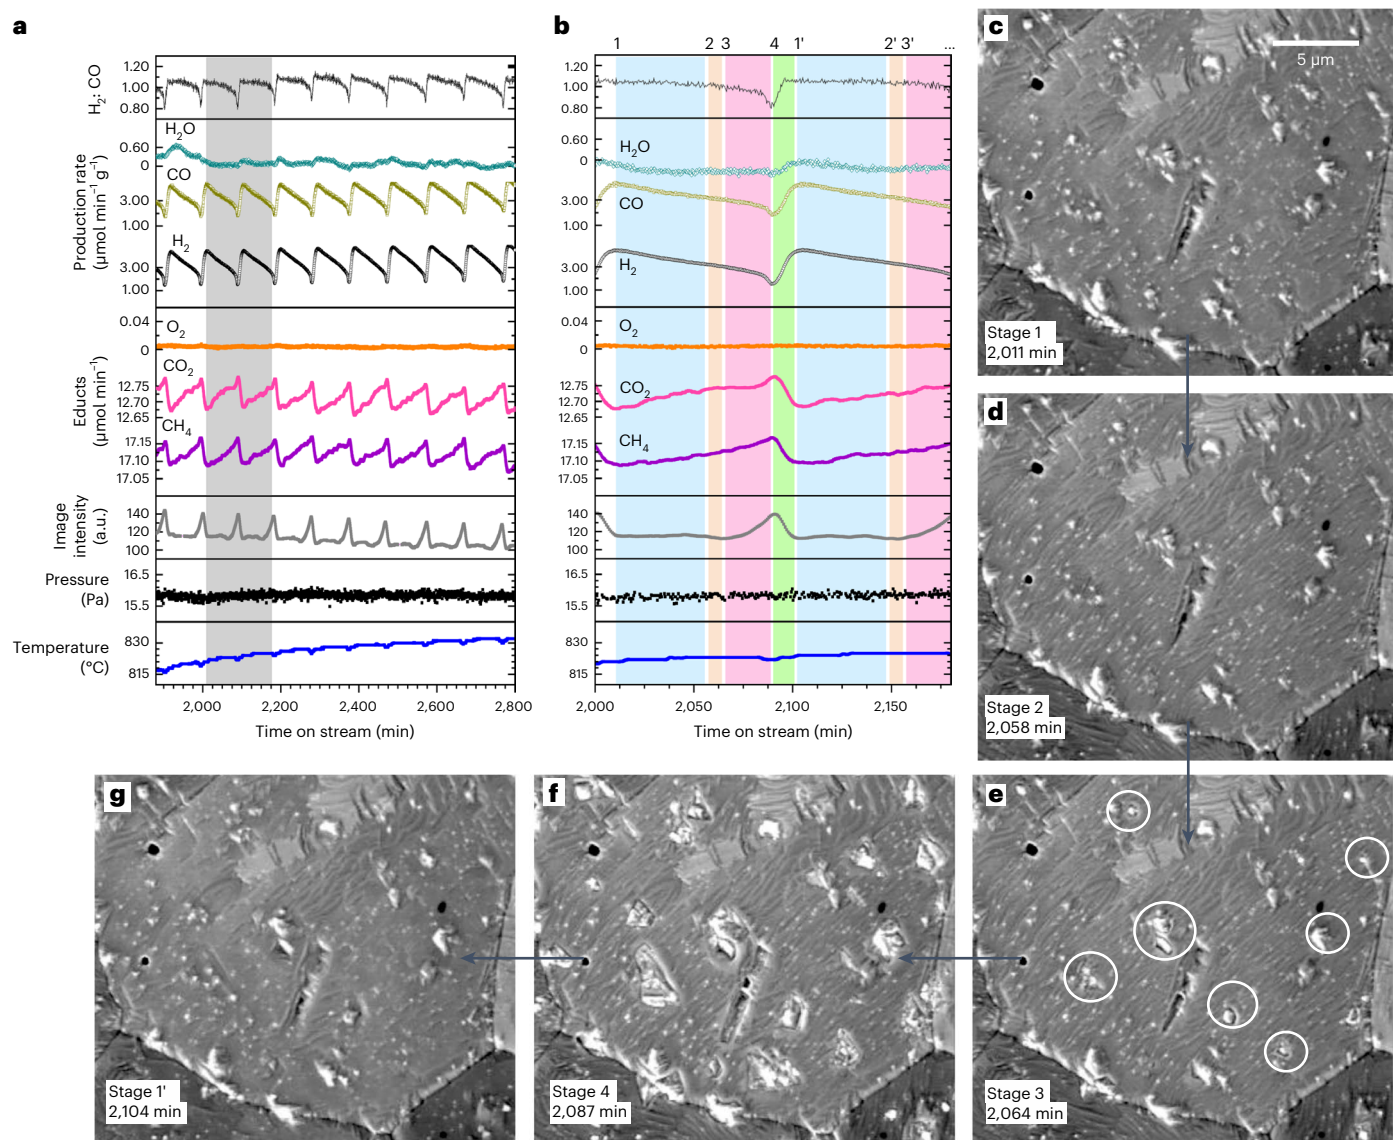 a
H2: CO
1.20
1.00
0.80
Production rate
(µmol min−1 g−1)
H2O
0.60
0
CO
3.00
1.00
H2
3.00
1.00
Educts
(µmol min−1)
O2
0.04
0
CO2
12.75
12.70
12.65
CH4
17.15
17.10
17.05
Image
intensity
(a.u.)
140
120
100
Pressure
(Pa)
16.5
15.5
Temperature
(°C)
830
815
2,000 2,200 2,400 2,600 2,800
Time on stream (min)
b
1 2 3 4 1' 2' 3' ...
1.20
1.00
0.80
H2O
0.60
0
CO
3.00
1.00
H2
3.00
1.00
O2
0.04
0
CO2
12.75
12.70
12.65
CH4
17.15
17.10
17.05
140
120
100
16.5
15.5
830
815
2,000 2,050 2,100 2,150
Time on stream (min)
c
5 µm
Stage 1
2,011 min
d
Stage 2
2,058 min
e
Stage 3
2,064 min
f
Stage 4
2,087 min
g
Stage 1'
2,104 min